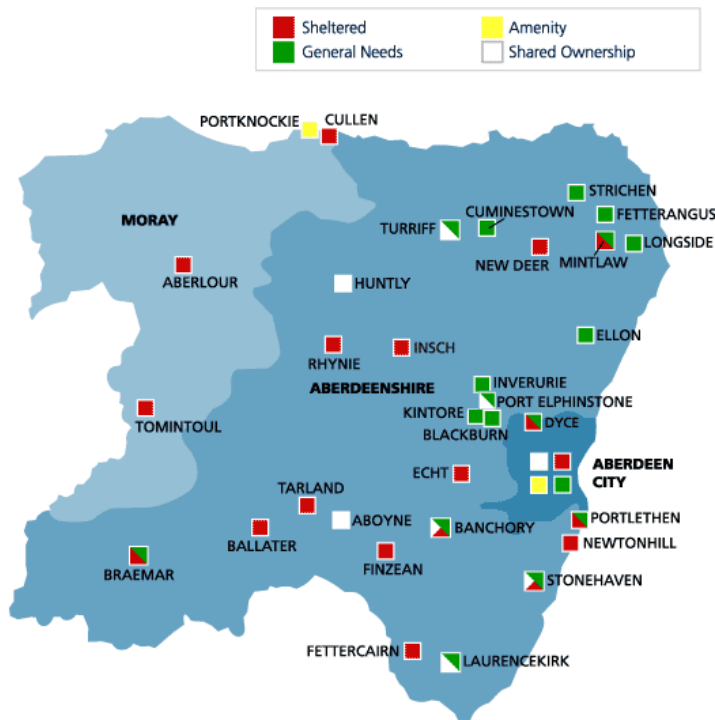 Sheltered
Amenity
General Needs
Shared Ownership
PORTKNOCKIE
CULLEN
STRICHEN
MORAY
CUMINESTOWN
FETTERANGUS
TURRIFF
LONGSIDE
NEW DEER
MINTLAW
ABERLOUR
HUNTLY
ELLON
INSCH
RHYNIE
ABERDEENSHIRE
INVERURIE
PORT ELPHINSTONE
KINTORE
DYCE
TOMINTOUL
BLACKBURN
ECHT
ABERDEEN
CITY
TARLAND
ABOYNE
BANCHORY
PORTLETHEN
BALLATER
NEWTONHILL
FINZEAN
BRAEMAR
STONEHAVEN
FETTERCAIRN
LAURENCEKIRK